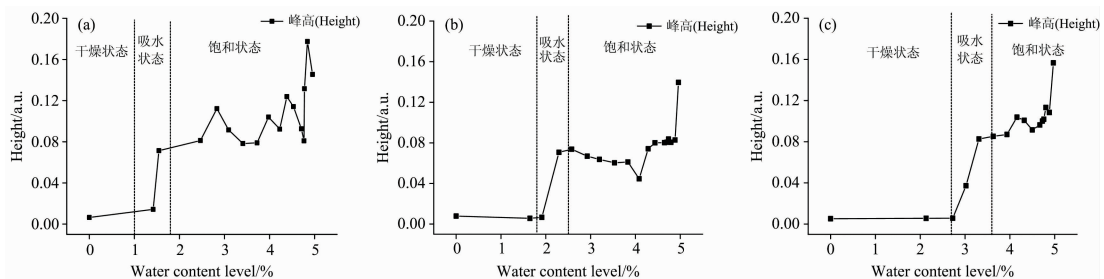 (a)
峰高(Height)
干燥状态
吸水
状态
饱和状态
Height/a.u.
0.20
0.16
0.12
0.08
0.04
0.00
0 1 2 3 4 5
Water content level/%
(b)
峰高(Height)
干燥状态
吸水
状态
饱和状态
Height/a.u.
0.20
0.16
0.12
0.08
0.04
0.00
0 1 2 3 4 5
Water content level/%
(c)
峰高(Height)
干燥状态
吸水
状态
饱和状态
Height/a.u.
0.20
0.16
0.12
0.08
0.04
0.00
0 1 2 3 4 5
Water content level/%